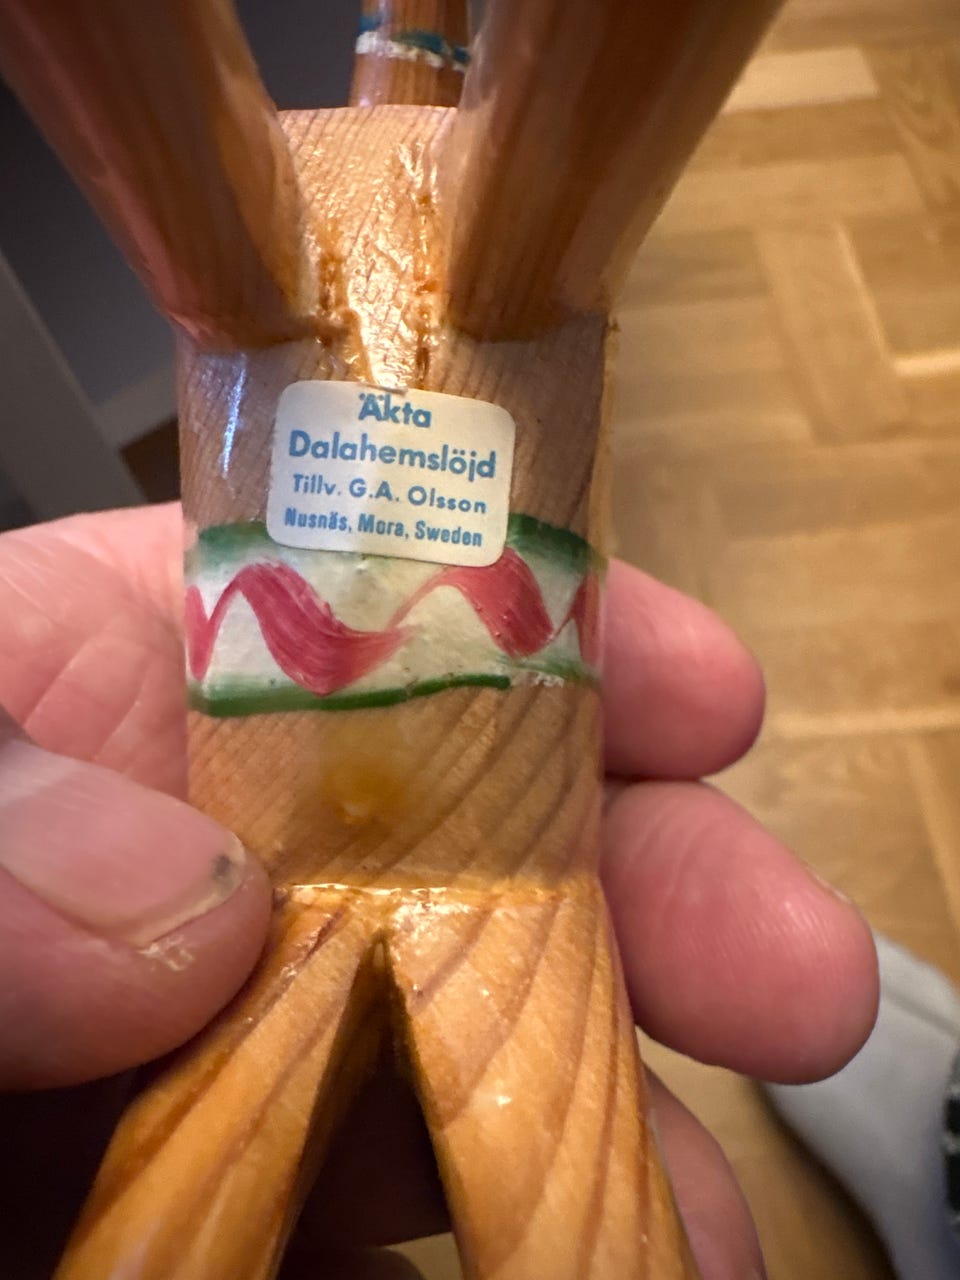 Äkta
Dalahemslöjd
Tillv. G.A. Olsson
Nusnäs, Mora, Sweden